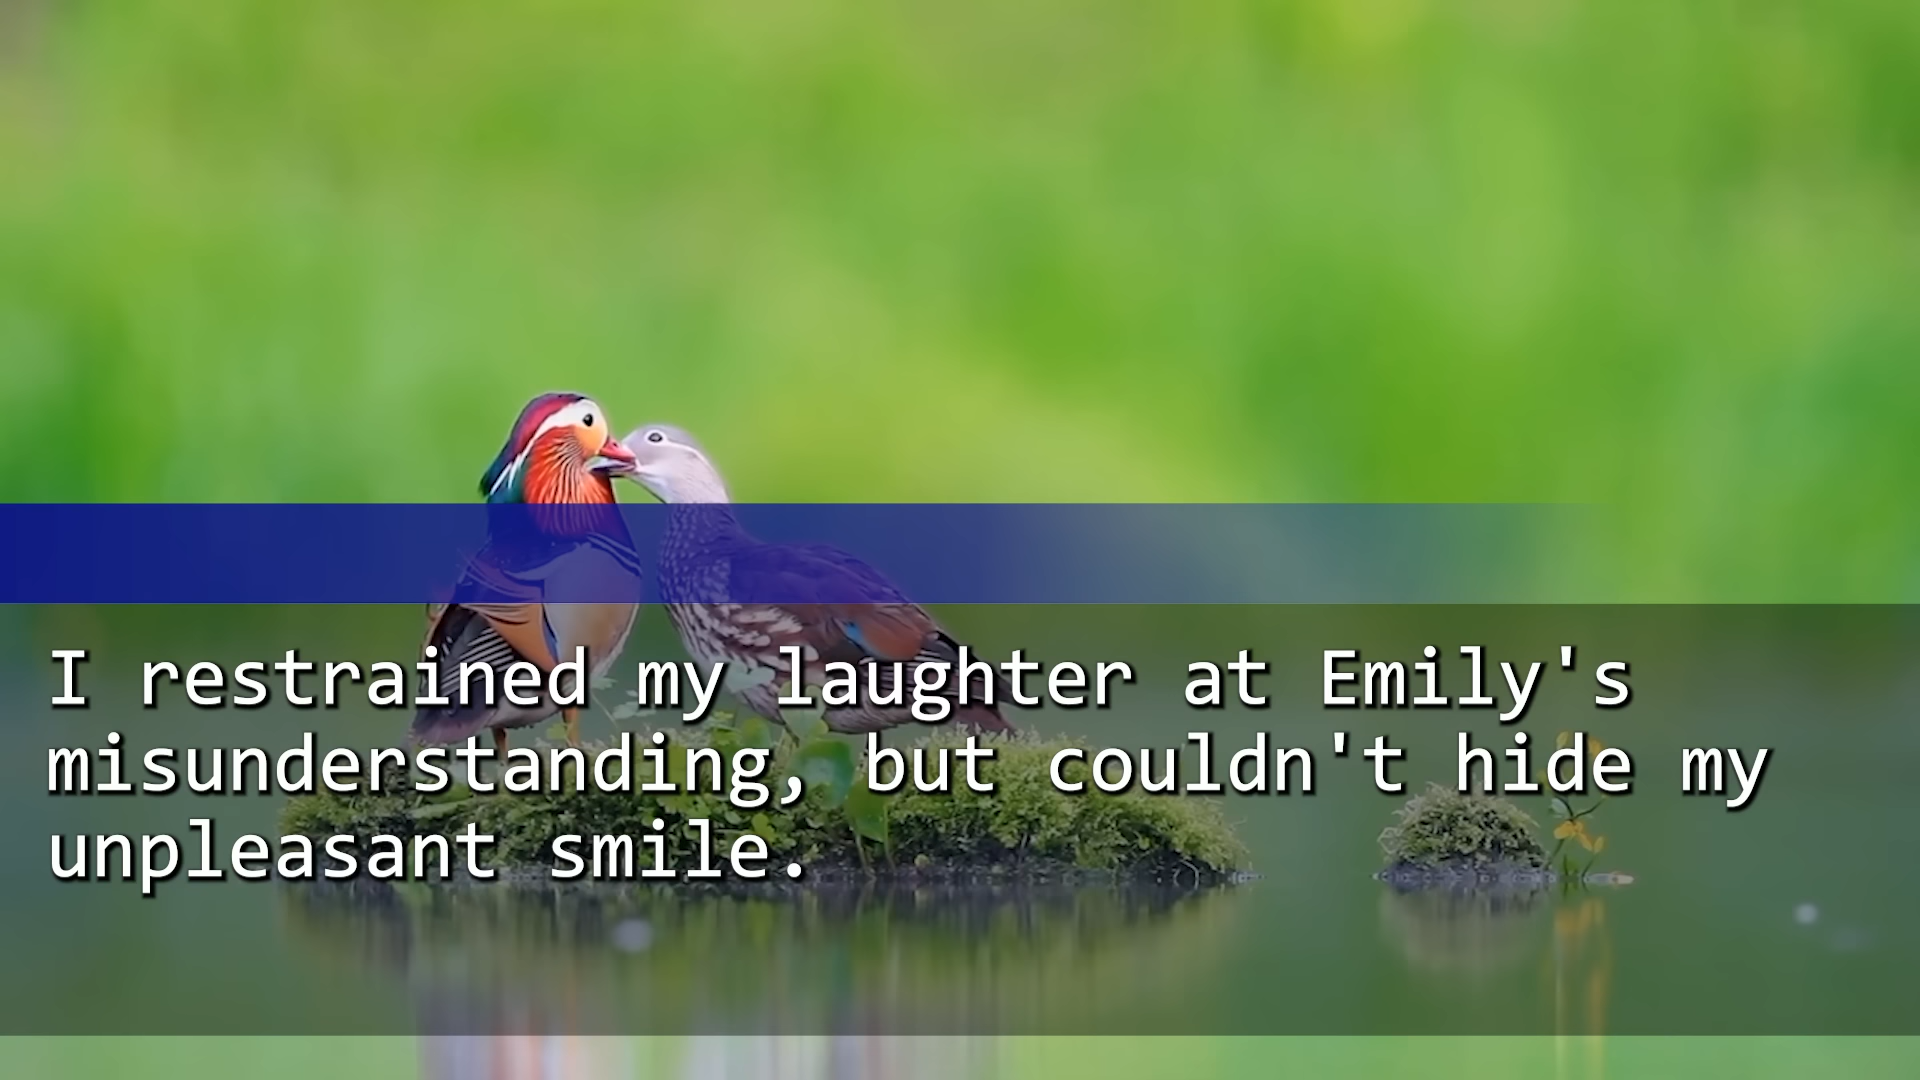 I restrained my laughter at Emily's
misunderstanding, but couldn't hide my
unpleasant smile.